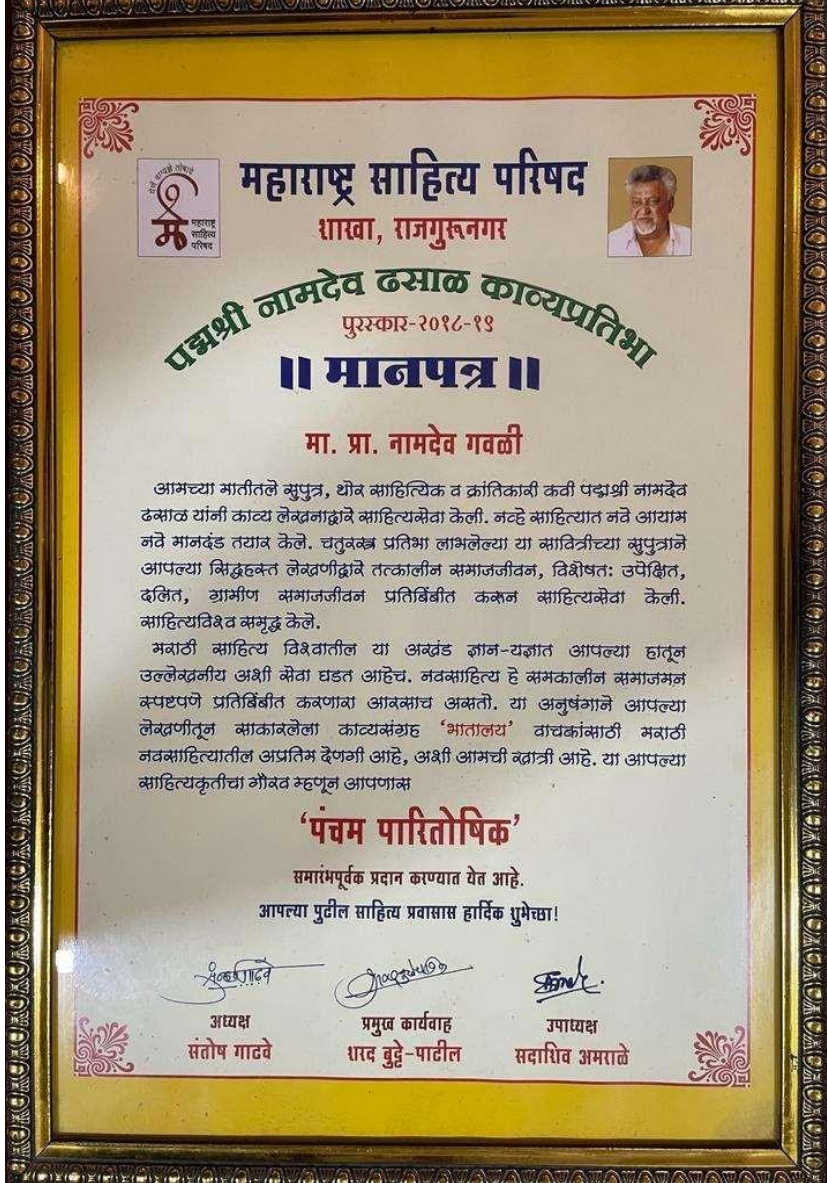 येथे
महाराष्ट्र
साहित्य
परिषद
महाराष्ट्र साहित्य परिषद
शाखा, राजगुरूनगर
पद्मश्री नामदेव ढसाळ काव्यप्रतिभा
पुरस्कार-२०१८-१९
|| मानपत्र ||
मा. प्रा. नामदेव गवळी
आमच्या मातीतले सुपुत्र, थोर साहित्यिक व क्रांतिकारी कवी पद्मश्री नामदेव
ढसाळ यांनी काव्य लेखनाद्वारे साहित्यसेवा केली. नव्हे साहित्यात नवे आयाम
नवे मानदंड तयार केले. चतुरस्त्र प्रतिभा लाभलेल्या या सावित्रीच्या सुपुत्राने
आपल्या सिद्धहस्त लेखणीद्वारे तत्कालीन समाजजीवन, विशेषतः उपेक्षित,
दलित, ग्रामीण समाजजीवन प्रतिबिंबीत करून साहित्यसेवा केली.
साहित्यविश्व समृद्ध केले.
मराठी साहित्य विश्वातील या अखंड ज्ञान-यज्ञात आपल्या हातून
उल्लेखनीय अशी सेवा घडत आहेच. नवसाहित्य हे समकालीन समाजमन
स्पष्टपणे प्रतिबिंबीत करणारा आरसाच असतो. या अनुषंगाने आपल्या
लेखणीतून साकारलेला काव्यसंग्रह ‘भातालय’ वाचकांसाठी मराठी
नवसाहित्यातील अप्रतिम देणगी आहे, अशी आमची खात्री आहे. या आपल्या
साहित्यकृतीचा गौरव म्हणून आपणास
‘पंचम पारितोषिक’
समारंभपूर्वक प्रदान करण्यात येत आहे.
आपल्या पुढील साहित्य प्रवासास हार्दिक शुभेच्छा!
अध्यक्ष प्रमुख कार्यवाह उपाध्यक्ष
संतोष गाढवे शरद बुट्टे-पाटील सदाशिव अमराळे